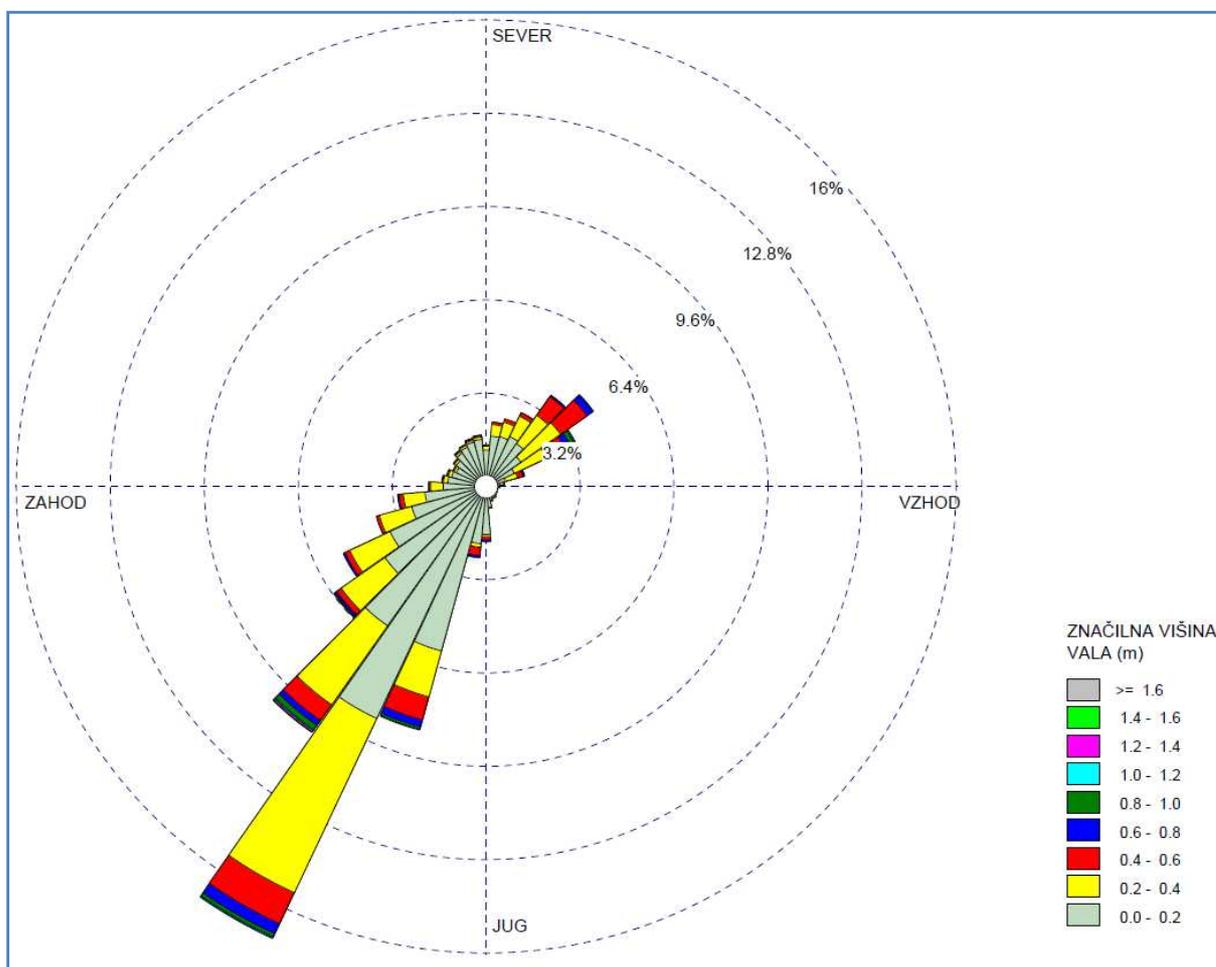 SEVER
16%
12.8%
9.6%
6.4%
3.2%
ZAHOD
VZHOD
JUG
ZNAČILNA VIŠINA
VALA (m)
>= 1.6
1.4 - 1.6
1.2 - 1.4
1.0 - 1.2
0.8 - 1.0
0.6 - 0.8
0.4 - 0.6
0.2 - 0.4
0.0 - 0.2